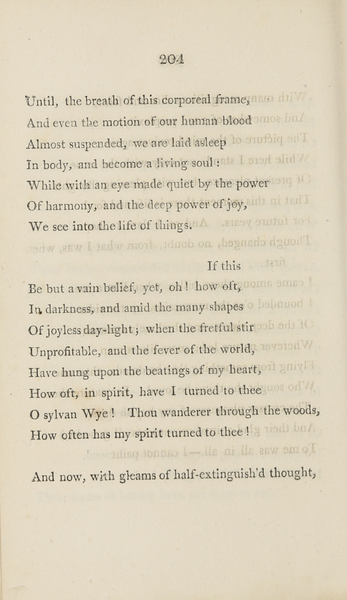 204
Until, the breath of this corporeal frame,
And even the motion of our human blood
Almost suspended, we are laid asleep
In body, and become a living soul:
While with an eye made quiet by the power
Of harmony, and the deep power of joy,
We see into the life of things.
If this
Be but a vain belief, yet, oh! how oft,
In darkness, and amid the many shapes
Of joyless day-light; when the fretful stir
Unprofitable, and the fever of the world,
Have hung upon the beatings of my heart,
How oft, in spirit, have I turned to thee
O sylvan Wye! Thou wanderer through the woods,
How often has my spirit turned to thee!
And now, with gleams of half-extinguish'd thought,